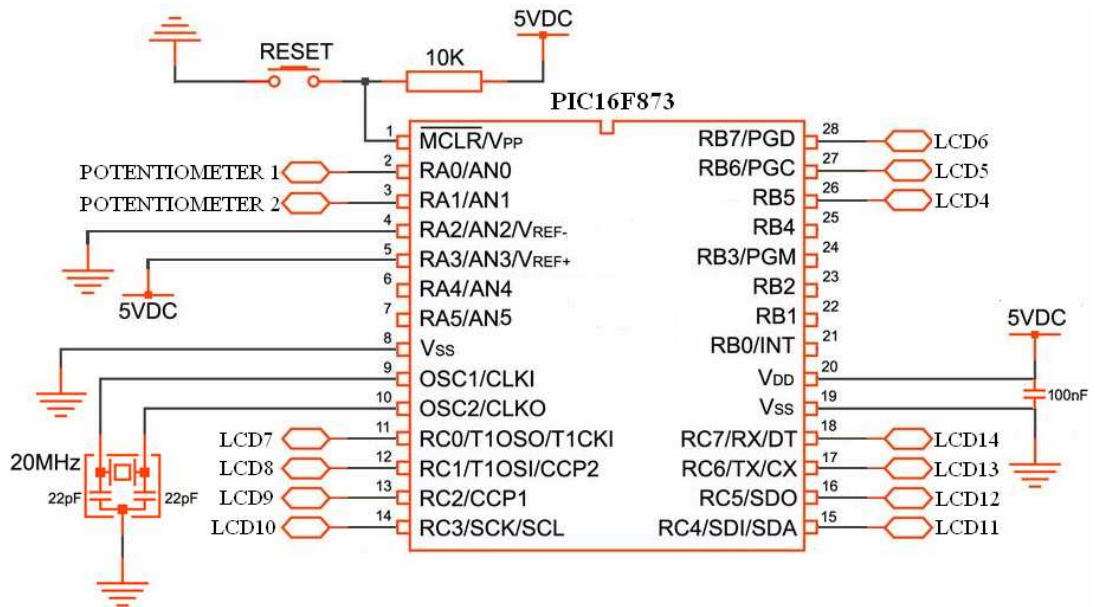 5VDC
RESET
10K
PIC16F873
1 MCLR/VPP
POTENTIOMETER 1 2 RA0/AN0
POTENTIOMETER 2 3 RA1/AN1
4 RA2/AN2/VREF-
5 RA3/AN3/VREF+
5VDC
6 RA4/AN4
7 RA5/AN5
8 VSS
9 OSC1/CLKI
10 OSC2/CLKO
LCD7 11 RC0/T1OSO/T1CKI
LCD8 12 RC1/T1OSI/CCP2
LCD9 13 RC2/CCP1
LCD10 14 RC3/SCK/SCL
20MHz
22pF 22pF
RB7/PGD 28 LCD6
RB6/PGC 27 LCD5
RB5 26 LCD4
RB4 25
RB3/PGM 24
RB2 23
RB1 22
RB0/INT 21
5VDC
VDD 20
VSS 19
100nF
RC7/RX/DT 18 LCD14
RC6/TX/CX 17 LCD13
RC5/SDO 16 LCD12
RC4/SDI/SDA 15 LCD11